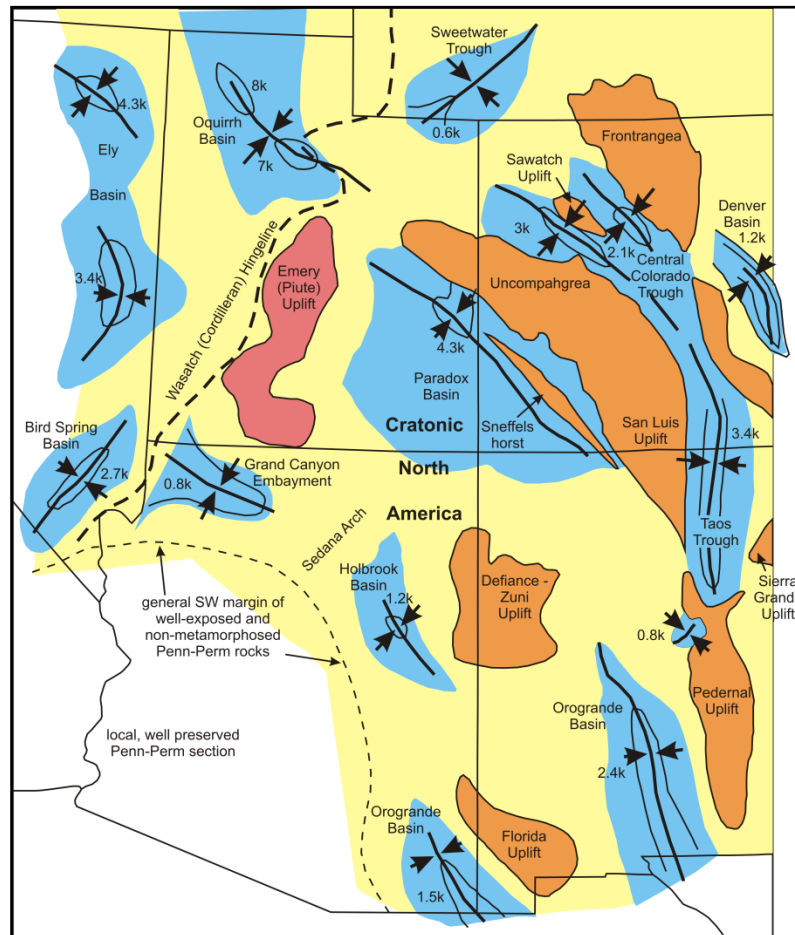 Sweetwater
Trough
0.6k
8k
Oquirrh
Basin
7k
4.3k
Ely
Basin
3.4k
Frontrangea
Sawatch
Uplift
3k
2.1k
Central
Colorado
Trough
Denver
Basin
1.2k
Wasatch (Cordilleran) Hingeline
Emery
(Piute)
Uplift
Uncompahgrea
4.3k
Paradox
Basin
Sneffels
horst
Cratonic
North
America
San Luis
Uplift
3.4k
Taos
Trough
Bird Spring
Basin
2.7k
Grand Canyon
Embayment
0.8k
Sedana Arch
general SW margin of
well-exposed and
non-metamorphosed
Penn-Perm rocks
Holbrook
Basin
1.2k
Defiance -
Zuni
Uplift
Sierra
Grand
Uplift
0.8k
Pedernal
Uplift
local, well preserved
Penn-Perm section
Orogrande
Basin
2.4k
Orogrande
Basin
1.5k
Florida
Uplift